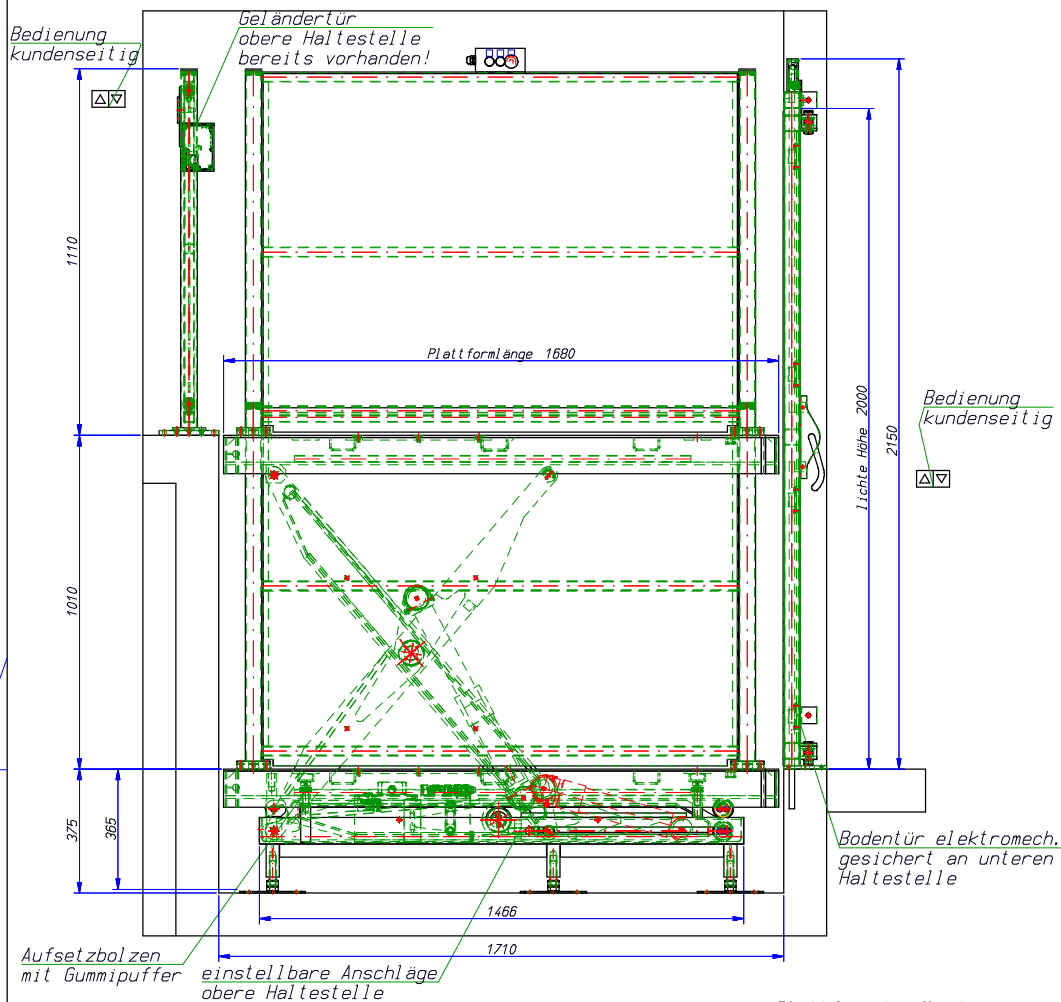 Bedienung
kundenseitig
Geländertür
obere Haltestelle
bereits vorhanden!
1110
Plattformlänge 1680
lichte Höhe 2000
2150
Bedienung
kundenseitig
1010
375
365
Bodentür elektromech.
gesichert an unteren
Haltestelle
1466
1710
Aufsetzbolzen
mit Gummipuffer
einstellbare Anschläge
obere Haltestelle